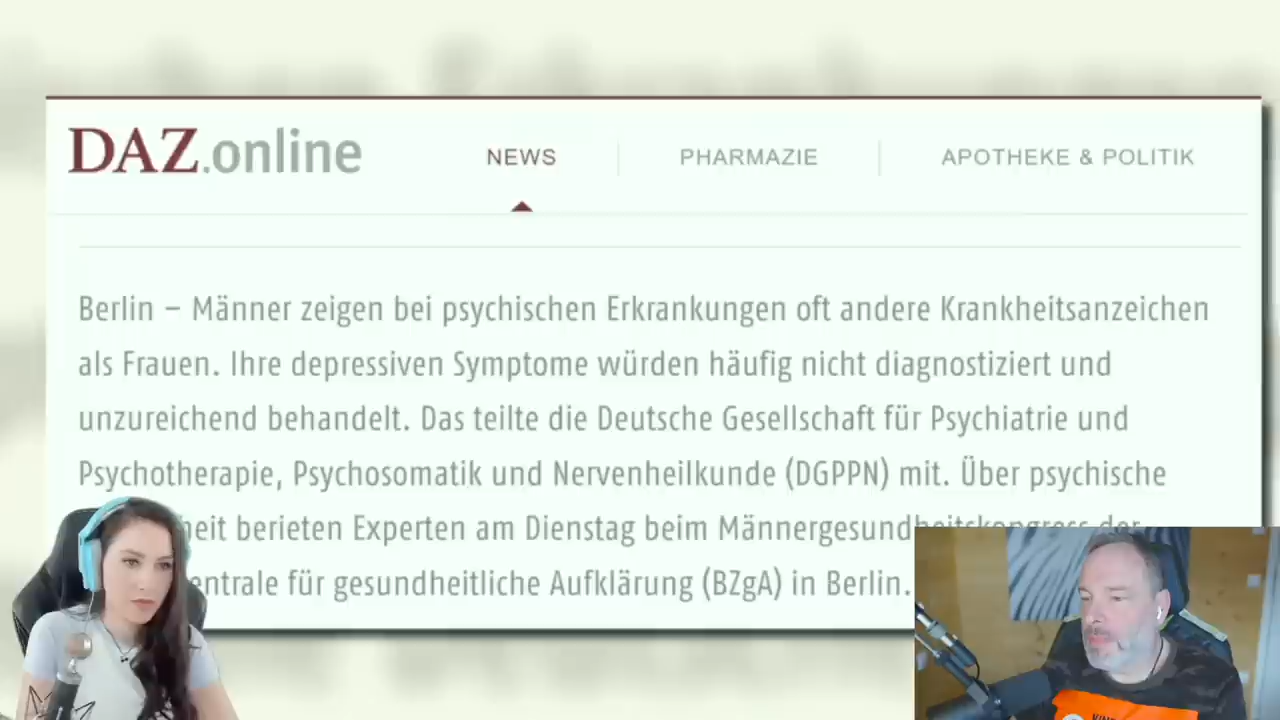 DAZ.online
NEWS
PHARMAZIE
APOTHEKE & POLITIK
Berlin – Männer zeigen bei psychischen Erkrankungen oft andere Krankheitsanzeichen
als Frauen. Ihre depressiven Symptome würden häufig nicht diagnostiziert und
unzureichend behandelt. Das teilte die Deutsche Gesellschaft für Psychiatrie und
Psychotherapie, Psychosomatik und Nervenheilkunde (DGPPN) mit. Über psychische
heit berieten Experten am Dienstag beim Männergesundheitskongress der
entrale für gesundheitliche Aufklärung (BZgA) in Berlin.